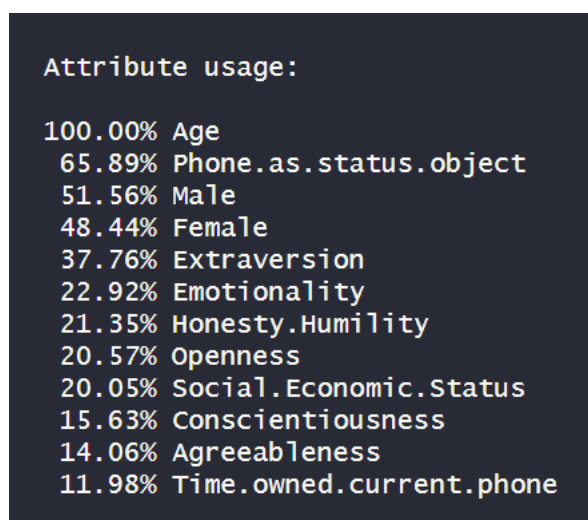 Attribute usage:
100.00% Age
65.89% Phone.as.status.object
51.56% Male
48.44% Female
37.76% Extraversion
22.92% Emotionality
21.35% Honesty.Humility
20.57% Openness
20.05% Social.Economic.Status
15.63% Conscientiousness
14.06% Agreeableness
11.98% Time.owned.current.phone